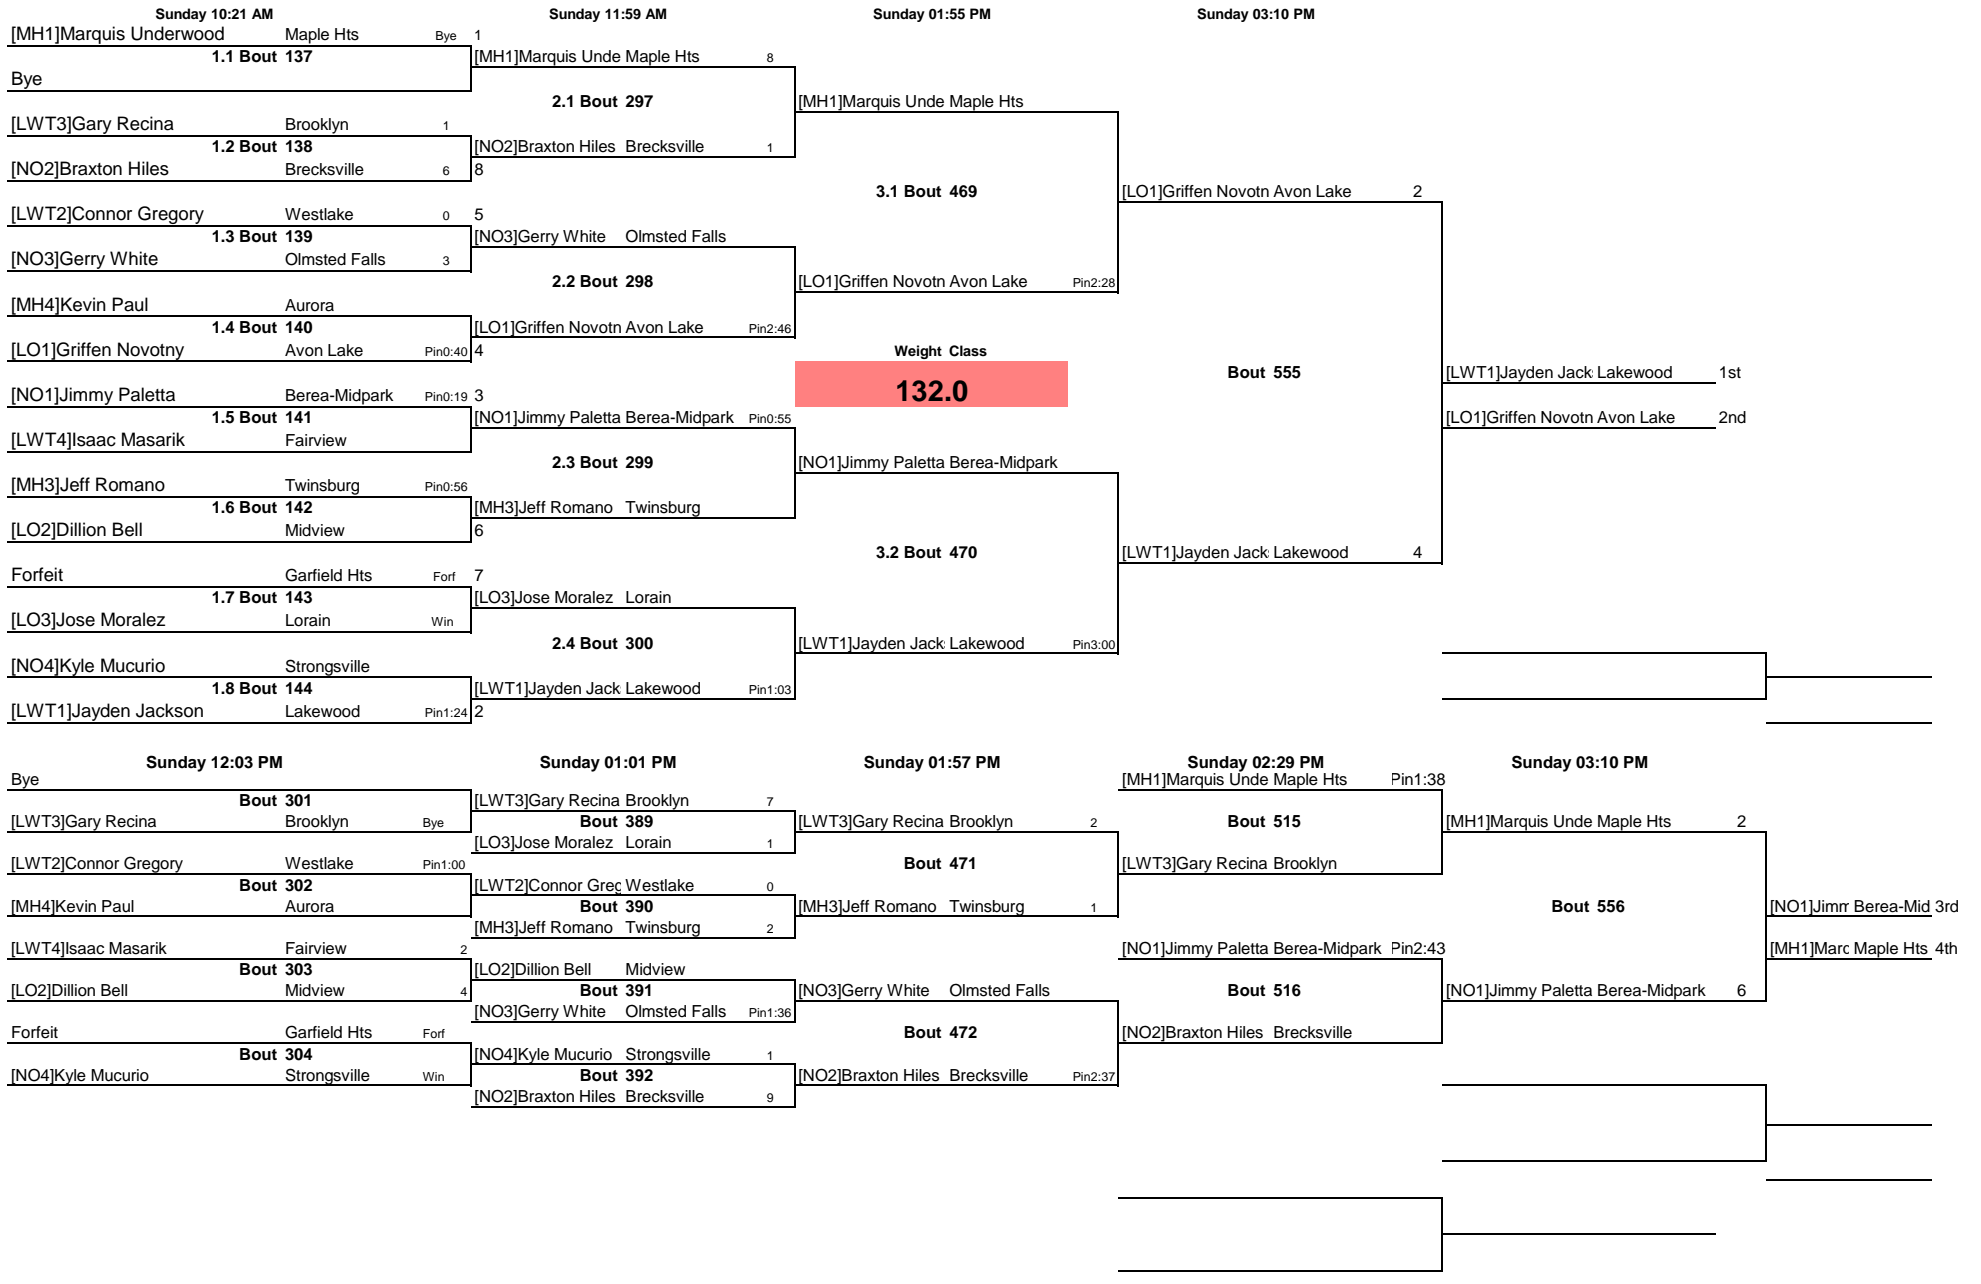 Sunday 10:21 AM Sunday 11:59 AM Sunday 01:55 PM Sunday 03:10 PM
[MH1]Marquis Underwood Maple Hts Bye 1
1.1 Bout 137 [MH1]Marquis Unde Maple Hts 8
Bye
2.1 Bout 297 [MH1]Marquis Unde Maple Hts
[LWT3]Gary Recina Brooklyn 1
1.2 Bout 138 [NO2]Braxton Hiles Brecksville 1
[NO2]Braxton Hiles Brecksville 6 8
3.1 Bout 469 [LO1]Griffen Novotn Avon Lake 2
[LWT2]Connor Gregory Westlake 0 5
1.3 Bout 139 [NO3]Gerry White Olmsted Falls
[NO3]Gerry White Olmsted Falls 3
2.2 Bout 298 [LO1]Griffen Novotn Avon Lake Pin2:28
[MH4]Kevin Paul Aurora
1.4 Bout 140 [LO1]Griffen Novotn Avon Lake Pin2:46
[LO1]Griffen Novotny Avon Lake Pin0:40 4 Weight Class
Bout 555 [LWT1]Jayden Jack Lakewood 1st
[NO1]Jimmy Paletta Berea-Midpark Pin0:19 3 132.0
1.5 Bout 141 [NO1]Jimmy Paletta Berea-Midpark Pin0:55 [LO1]Griffen Novotn Avon Lake 2nd
[LWT4]Isaac Masarik Fairview
2.3 Bout 299 [NO1]Jimmy Paletta Berea-Midpark
[MH3]Jeff Romano Twinsburg Pin0:56
1.6 Bout 142 [MH3]Jeff Romano Twinsburg
[LO2]Dillion Bell Midview 6
3.2 Bout 470 [LWT1]Jayden Jack Lakewood 4
Forfeit Garfield Hts Forf 7
1.7 Bout 143 [LO3]Jose Moralez Lorain
[LO3]Jose Moralez Lorain Win
2.4 Bout 300 [LWT1]Jayden Jack Lakewood Pin3:00
[NO4]Kyle Mucurio Strongsville
1.8 Bout 144 [LWT1]Jayden Jack Lakewood Pin1:03
[LWT1]Jayden Jackson Lakewood Pin1:24 2
Sunday 12:03 PM Sunday 01:01 PM Sunday 01:57 PM Sunday 02:29 PM Sunday 03:10 PM
Bye [MH1]Marquis Unde Maple Hts Pin1:38
Bout 301 [LWT3]Gary Recina Brooklyn 7
[LWT3]Gary Recina Brooklyn Bye Bout 389 [LWT3]Gary Recina Brooklyn 2 Bout 515 [MH1]Marquis Unde Maple Hts 2
[LO3]Jose Moralez Lorain 1
[LWT2]Connor Gregory Westlake Pin1:00 Bout 471 [LWT3]Gary Recina Brooklyn
Bout 302 [LWT2]Connor Greg Westlake 0
[MH4]Kevin Paul Aurora Bout 390 [MH3]Jeff Romano Twinsburg 1 Bout 556 [NO1]Jimm Berea-Mid 3rd
[MH3]Jeff Romano Twinsburg 2
[LWT4]Isaac Masarik Fairview 2 [NO1]Jimmy Paletta Berea-Midpark Pin2:43 [MH1]Marc Maple Hts 4th
Bout 303 [LO2]Dillion Bell Midview
[LO2]Dillion Bell Midview 4 Bout 391 [NO3]Gerry White Olmsted Falls Bout 516 [NO1]Jimmy Paletta Berea-Midpark 6
[NO3]Gerry White Olmsted Falls Pin1:36
Forfeit Garfield Hts Forf Bout 472 [NO2]Braxton Hiles Brecksville
Bout 304 [NO4]Kyle Mucurio Strongsville 1
[NO4]Kyle Mucurio Strongsville Win Bout 392 [NO2]Braxton Hiles Brecksville Pin2:37
[NO2]Braxton Hiles Brecksville 9